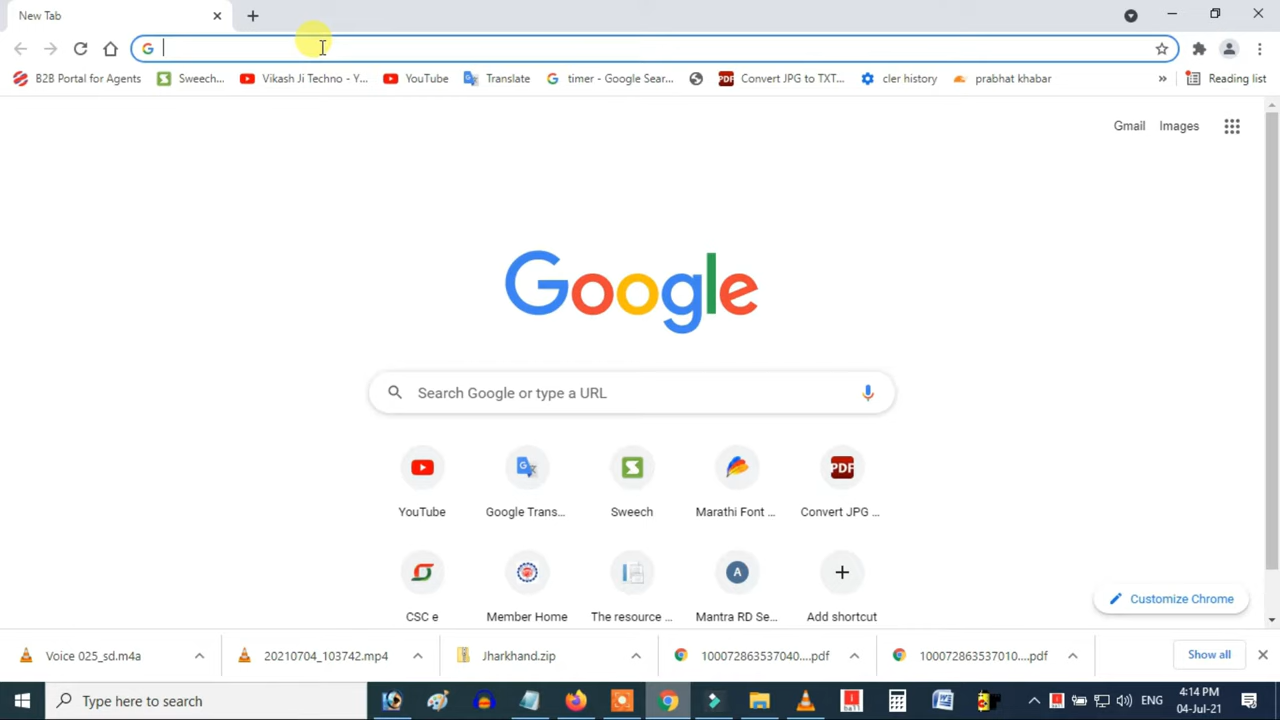 New Tab
B2B Portal for Agents Sweech... Vikash Ji Techno - Y... YouTube Translate timer - Google Sear... PDF Convert JPG to TXT... cler history prabhat khabar » Reading list
Gmail Images
Google
Search Google or type a URL
PDF
YouTube Google Trans... Sweech Marathi Font ... Convert JPG ...
A
CSC e Member Home The resource ... Mantra RD Se... Add shortcut
Customize Chrome
Voice 025_sd.m4a 20210704_103742.mp4 Jharkhand.zip 100072863537040....pdf 100072863537010....pdf Show all
Type here to search ENG 4:14 PM
04-Jul-21